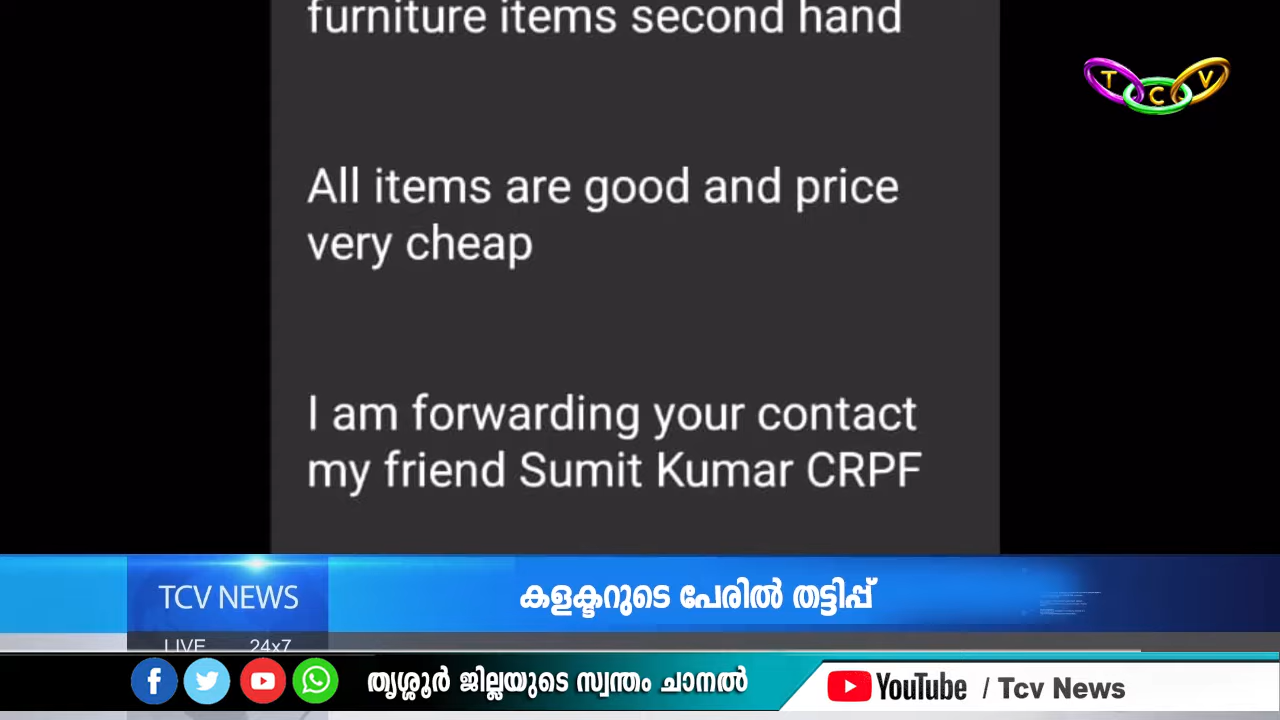 furniture items second hand
T C V
All items are good and price
very cheap
I am forwarding your contact
my friend Sumit Kumar CRPF
TCV NEWS
കളക്ടറുടെ പേരിൽ തട്ടിപ്പ്
LIVE 24x7
തൃശ്ശൂർ ജില്ലയുടെ സ്വന്തം ചാനൽ
YouTube / Tcv News